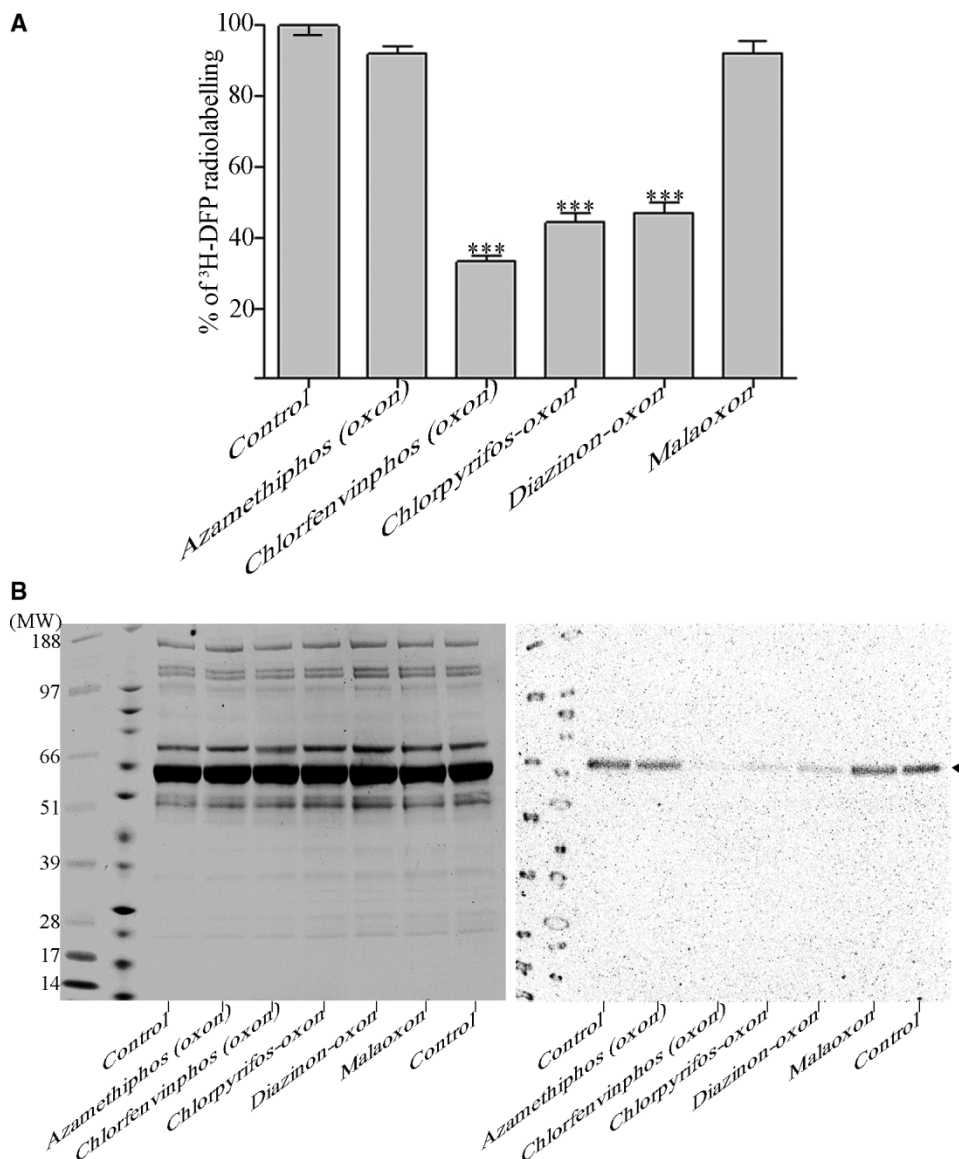 A
% of ³H-DFP radiolabelling
100
80
60
40
20
***
***
***
Control
Azamethiphos (oxon)
Chlorfenvinphos (oxon)
Chlorpyrifos-oxon
Diazinon-oxon
Malaoxon
B
(MW)
188
97
66
51
39
28
17
14
Control
Azamethiphos (oxon)
Chlorfenvinphos (oxon)
Chlorpyrifos-oxon
Diazinon-oxon
Malaoxon
Control
Control
Azamethiphos (oxon)
Chlorfenvinphos (oxon)
Chlorpyrifos-oxon
Diazinon-oxon
Malaoxon
Control